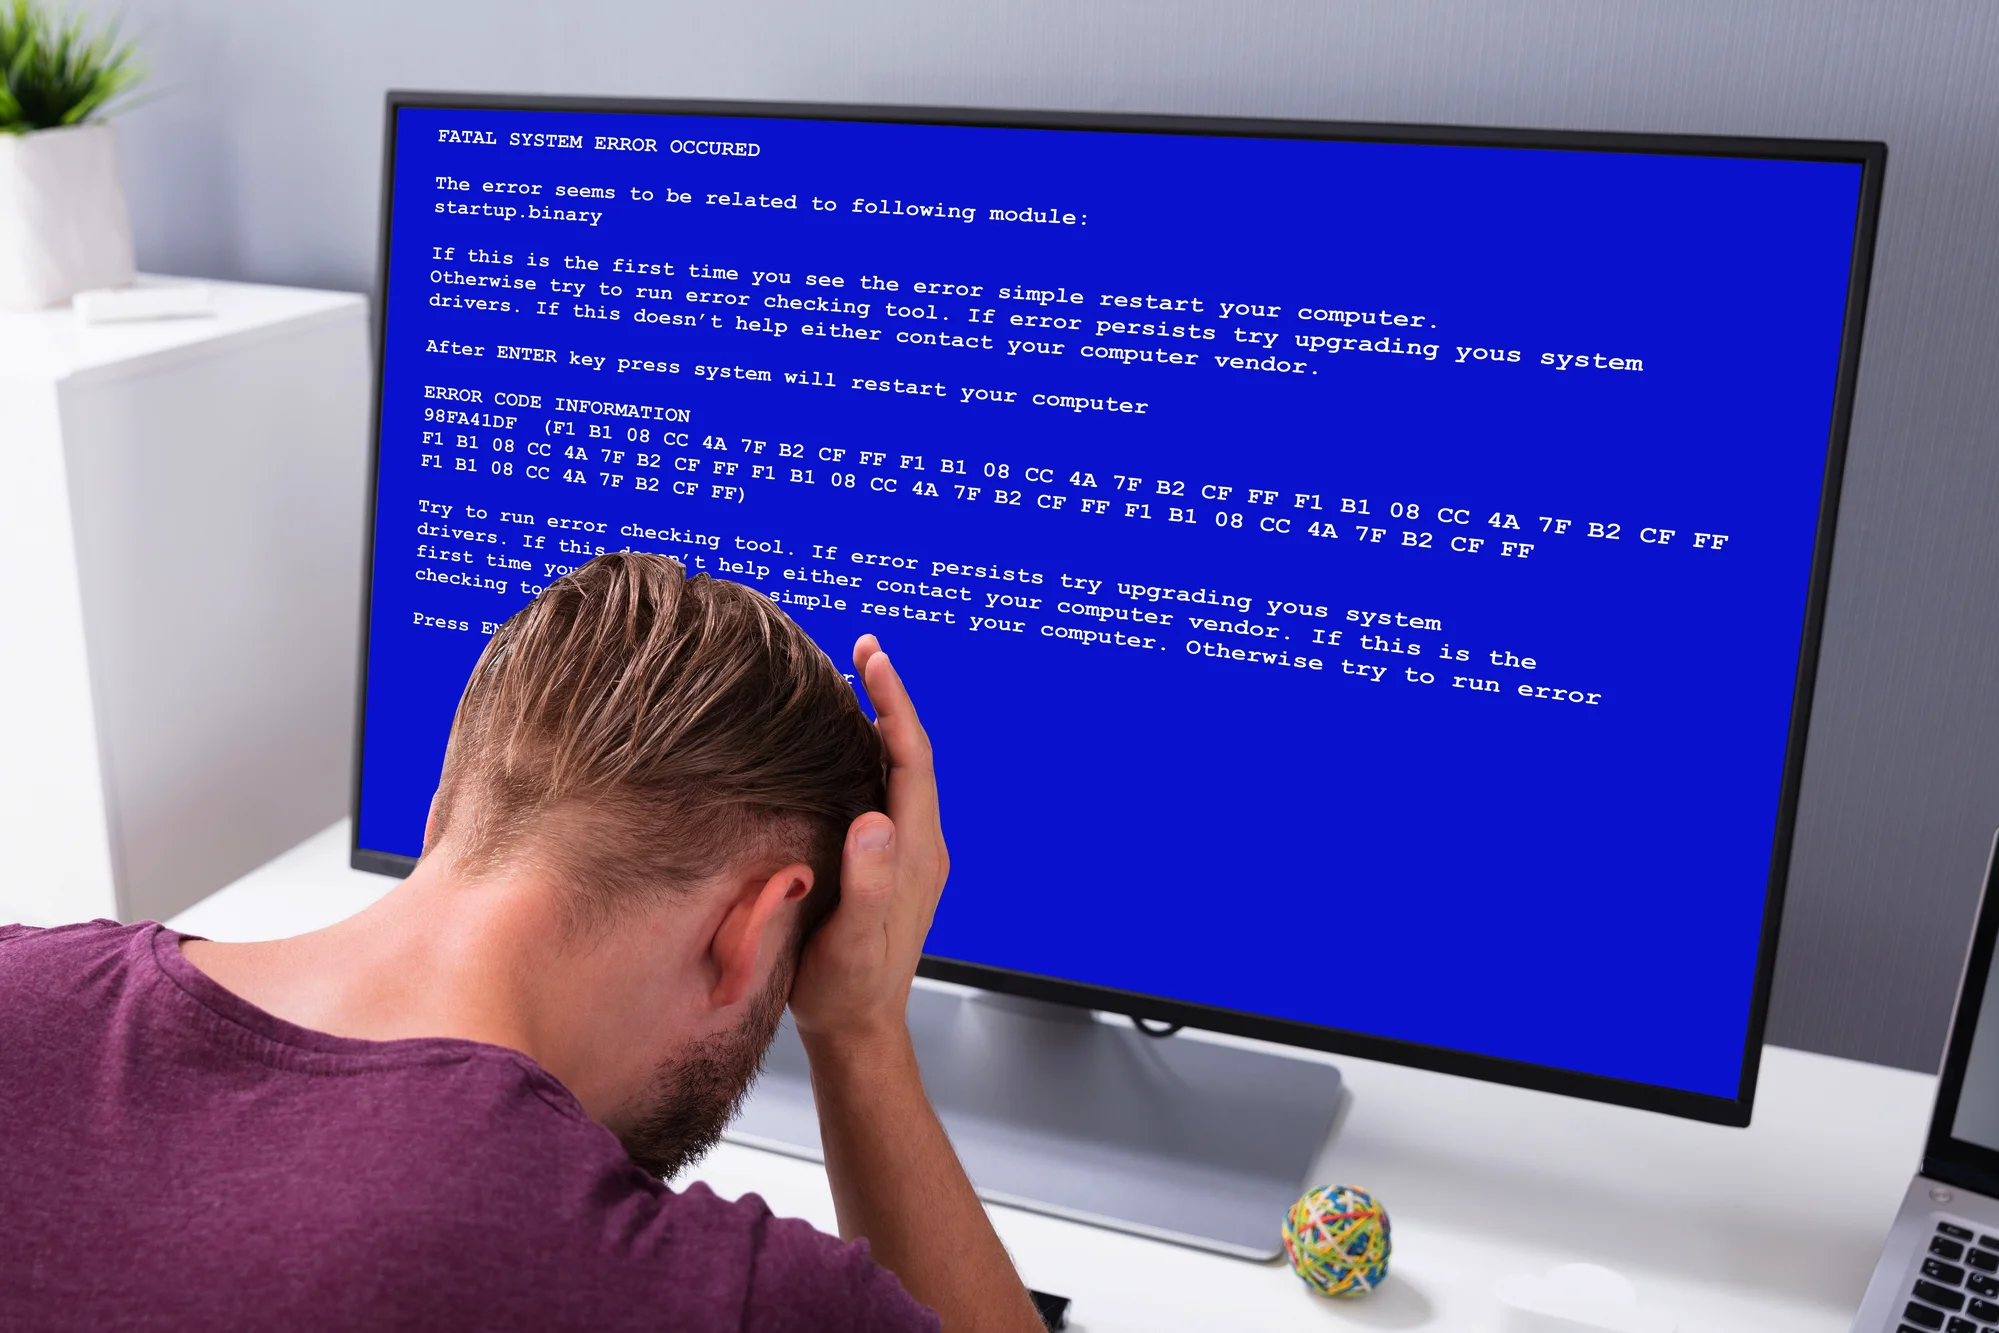 FATAL SYSTEM ERROR OCCURED
The error seems to be related to following module:
startup.binary
If this is the first time you see the error simple restart your computer.
Otherwise try to run error checking tool. If error persists try upgrading yous system
drivers. If this doesn't help either contact your computer vendor.
After ENTER key press system will restart your computer
ERROR CODE INFORMATION
98FA41DF (F1 B1 08 CC 4A 7F B2 CF FF F1 B1 08 CC 4A 7F B2 CF FF F1 B1 08 CC 4A 7F B2 CF FF
F1 B1 08 CC 4A 7F B2 CF FF F1 B1 08 CC 4A 7F B2 CF FF F1 B1 08 CC 4A 7F B2 CF FF
F1 B1 08 CC 4A 7F B2 CF FF)
Try to run error checking tool. If error persists try upgrading yous system
drivers. If this doesn't help either contact your computer vendor. If this is the
first time simple restart your computer. Otherwise try to run error
checking
Press